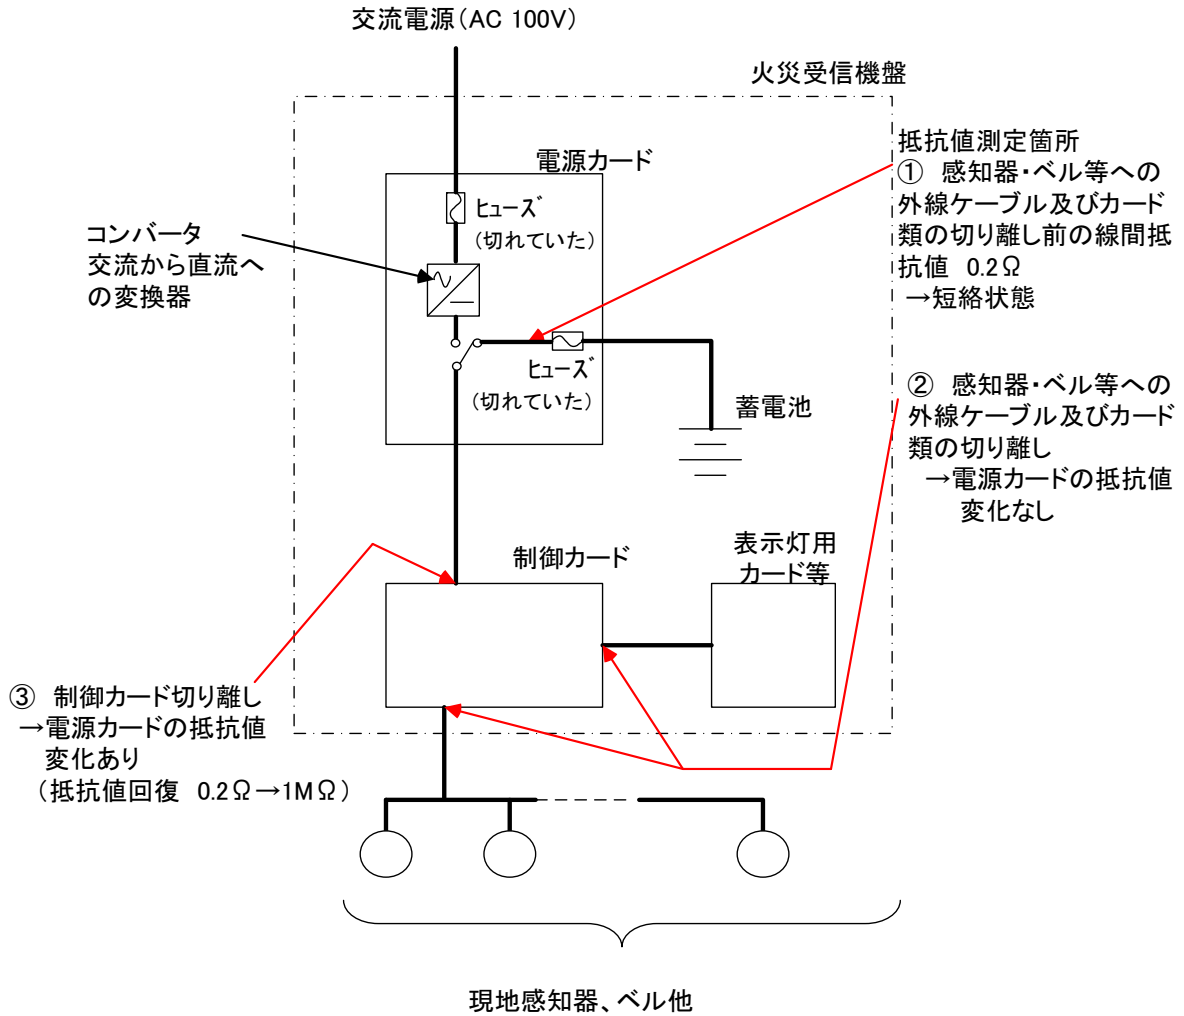 交流電源(AC 100V)
火災受信機盤
抵抗値測定箇所
① 感知器・ベル等への
外線ケーブル及びカード
類の切り離し前の線間抵
抗値 0.2Ω
→短絡状態
電源カード
ヒューズ
(切れていた)
コンバータ
交流から直流へ
の変換器
ヒューズ
(切れていた)
蓄電池
② 感知器・ベル等への
外線ケーブル及びカード
類の切り離し
→電源カードの抵抗値
変化なし
制御カード
表示灯用
カード等
③ 制御カード切り離し
→電源カードの抵抗値
変化あり
(抵抗値回復 0.2Ω→1MΩ)
現地感知器、ベル他